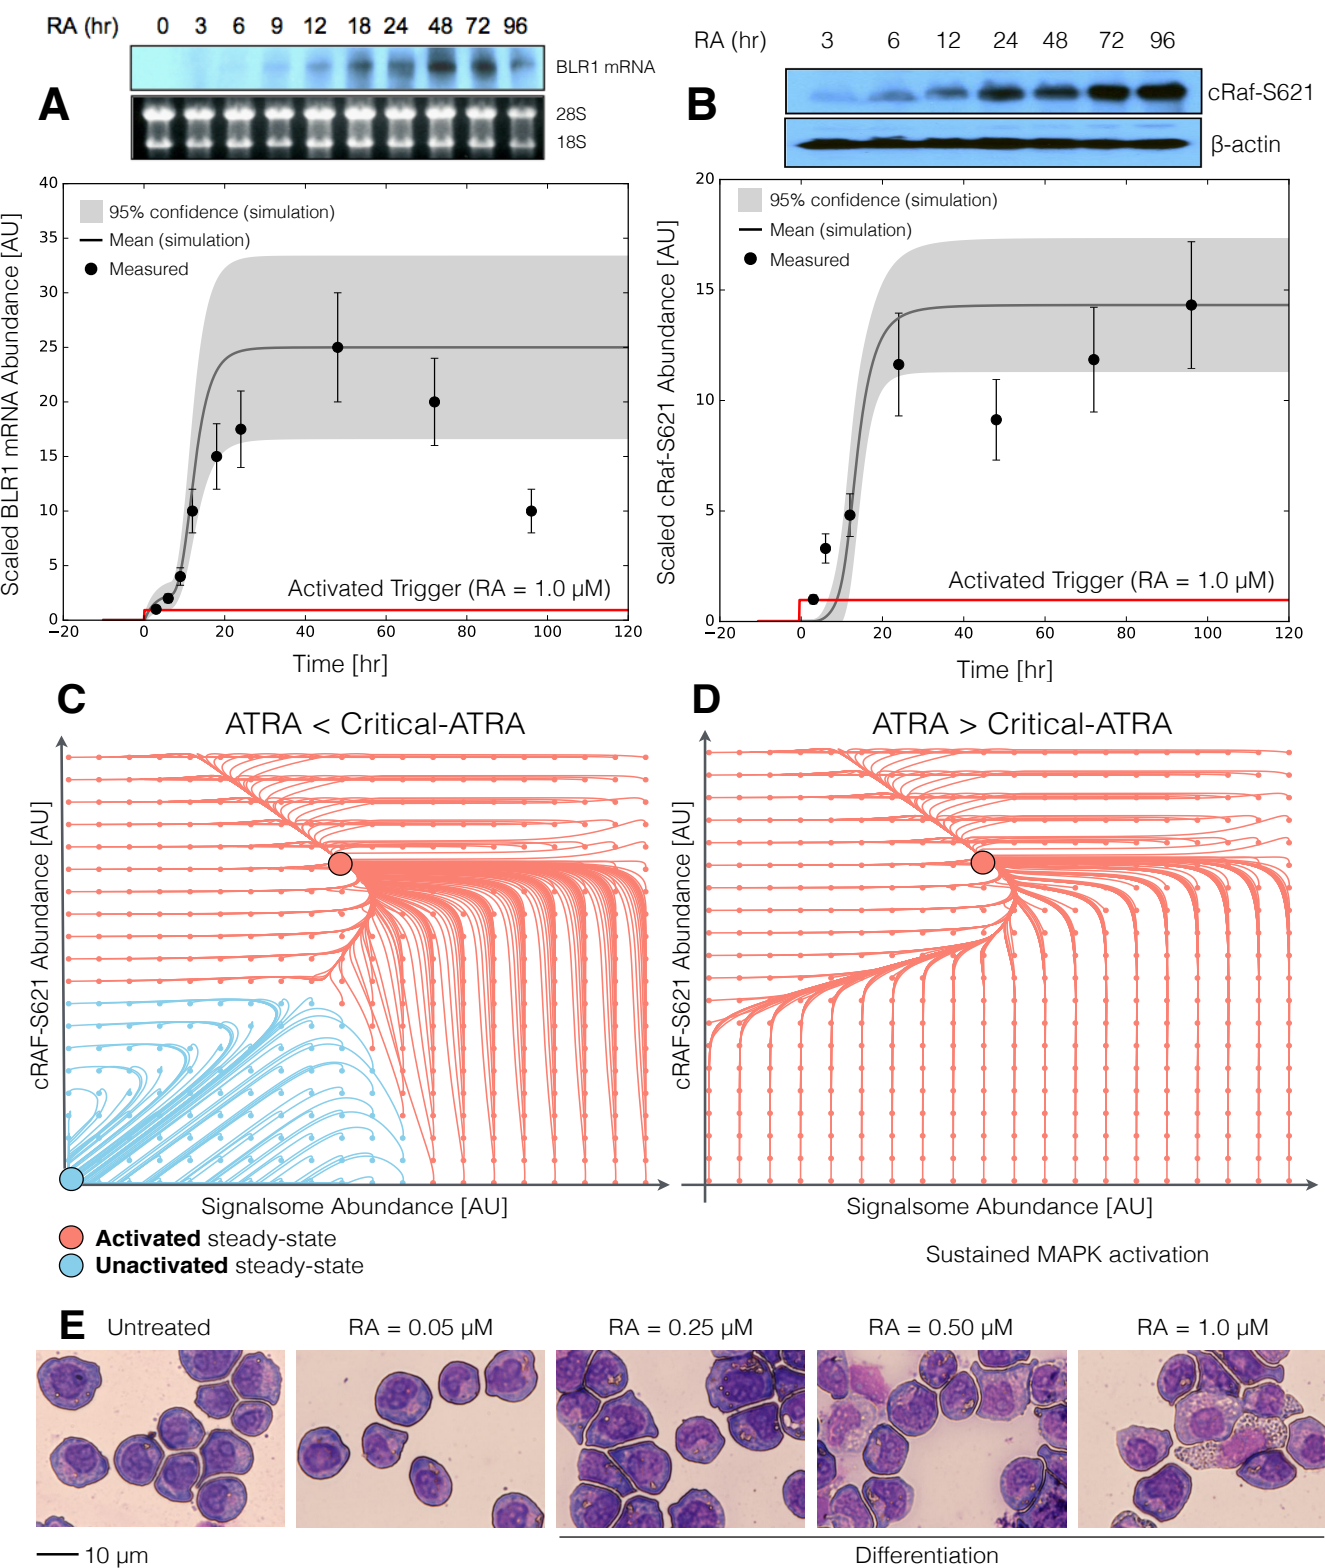 RA (hr) 0 3 6 9 12 18 24 48 72 96
BLR1 mRNA
A
28S
18S
40
35
30
25
20
15
10
5
0
Scaled BLR1 mRNA Abundance [AU]
95% confidence (simulation)
Mean (simulation)
Measured
Activated Trigger (RA = 1.0 µM)
−20 0 20 40 60 80 100 120
Time [hr]
RA (hr) 3 6 12 24 48 72 96
B
cRaf-S621
β-actin
20
15
10
5
0
Scaled cRaf-S621 Abundance [AU]
95% confidence (simulation)
Mean (simulation)
Measured
Activated Trigger (RA = 1.0 µM)
−20 0 20 40 60 80 100 120
Time [hr]
C
ATRA < Critical-ATRA
cRAF-S621 Abundance [AU]
Signalsome Abundance [AU]
Activated steady-state
Unactivated steady-state
D
ATRA > Critical-ATRA
cRAF-S621 Abundance [AU]
Signalsome Abundance [AU]
Sustained MAPK activation
E
Untreated RA = 0.05 µM RA = 0.25 µM RA = 0.50 µM RA = 1.0 µM
10 µm
Differentiation